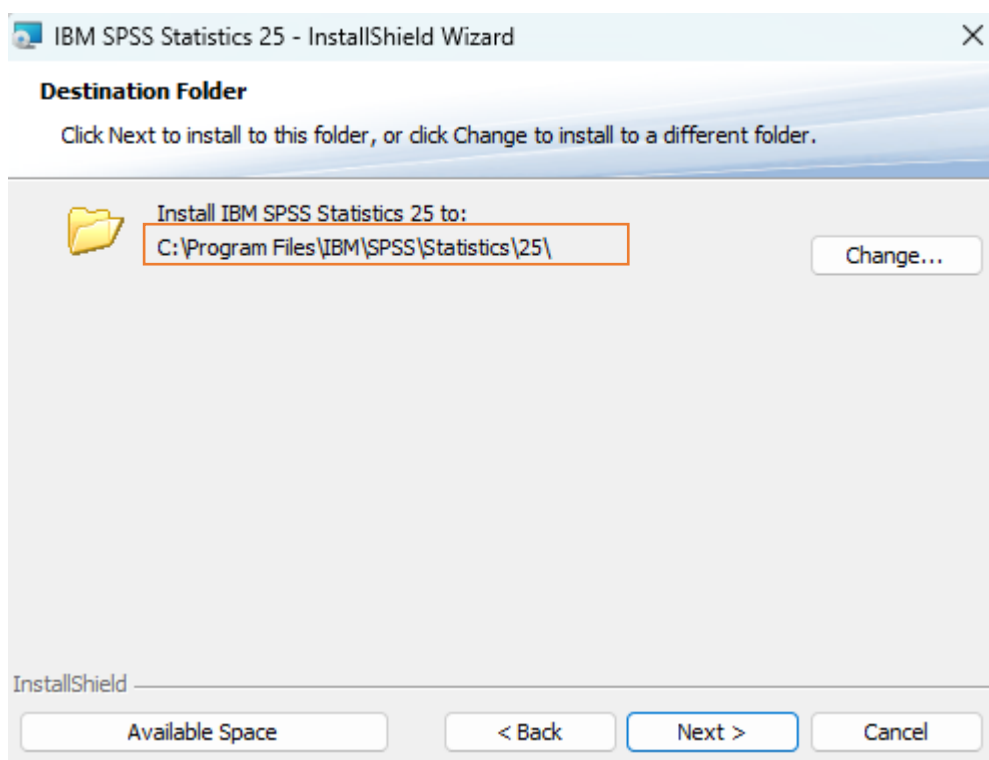 IBM SPSS Statistics 25 - InstallShield Wizard
Destination Folder
Click Next to install to this folder, or click Change to install to a different folder.
Install IBM SPSS Statistics 25 to:
C:\Program Files\IBM\SPSS\Statistics\25\
Change...
InstallShield
Available Space
< Back
Next >
Cancel